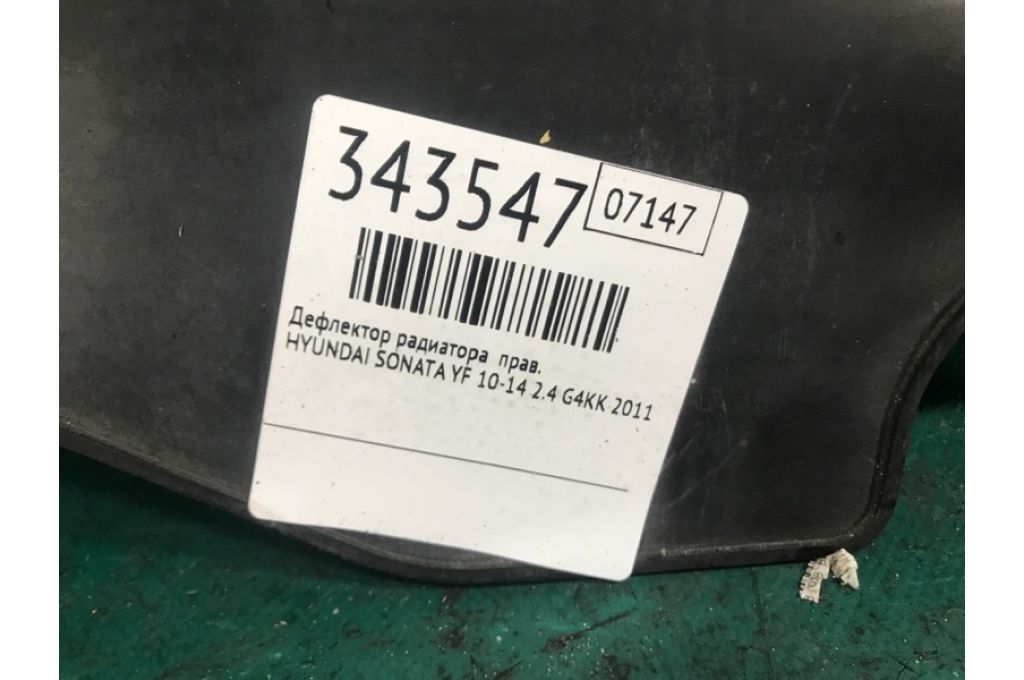 343547 07147
Дефлектор радиатора прав.
HYUNDAI SONATA YF 10-14 2.4 G4KK 2011